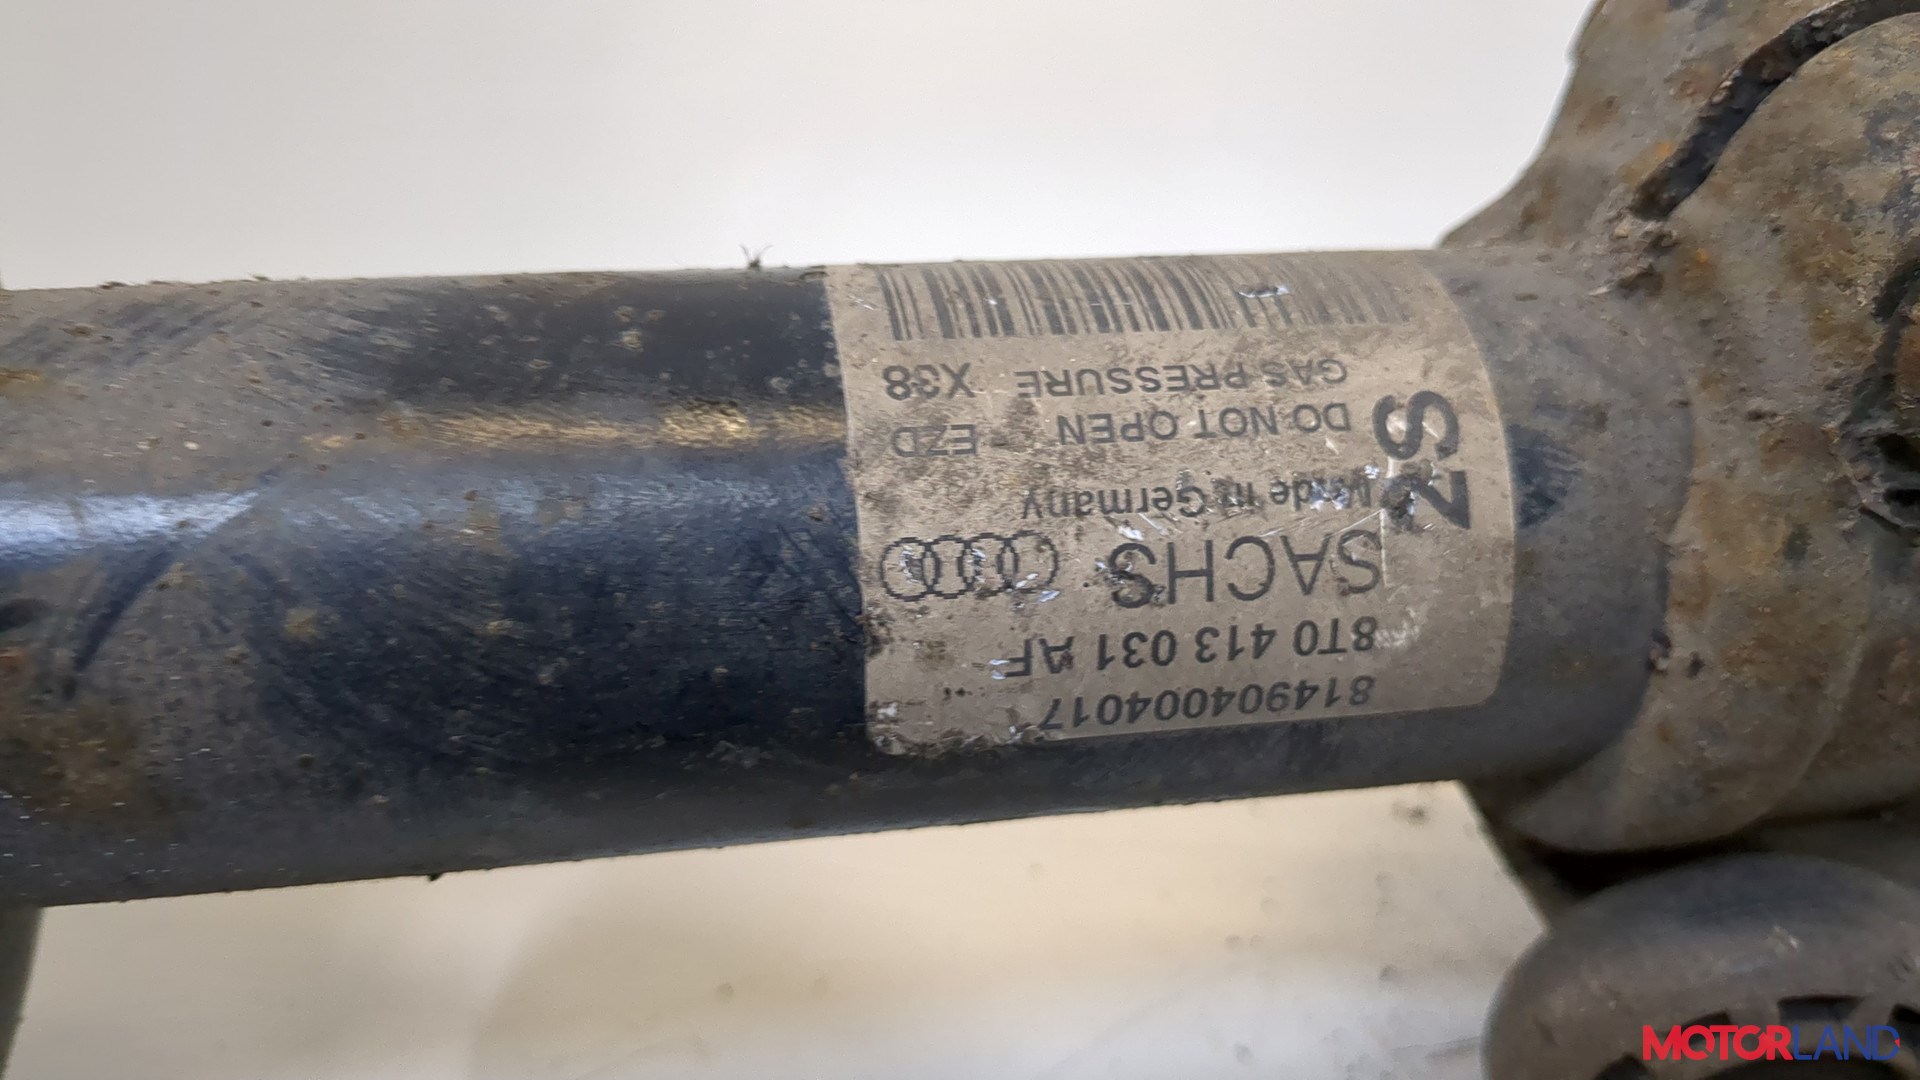 814904004017
8T0 413 031 AF
SACHS
Made in Germany
DO NOT OPEN EZD
GAS PRESSURE X38
ZS
MOTORLAND